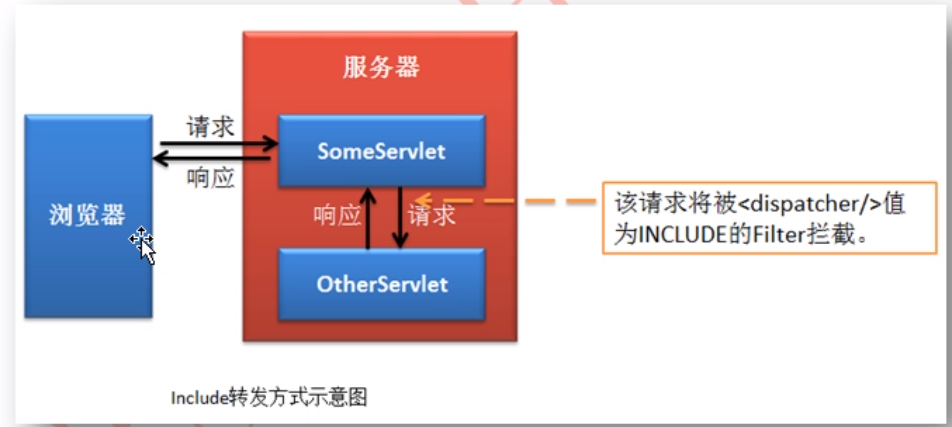 服务器
请求
SomeServlet
响应
浏览器
响应
请求
该请求将被<dispatcher/>值
为INCLUDE的Filter拦截。
OtherServlet
Include转发方式示意图